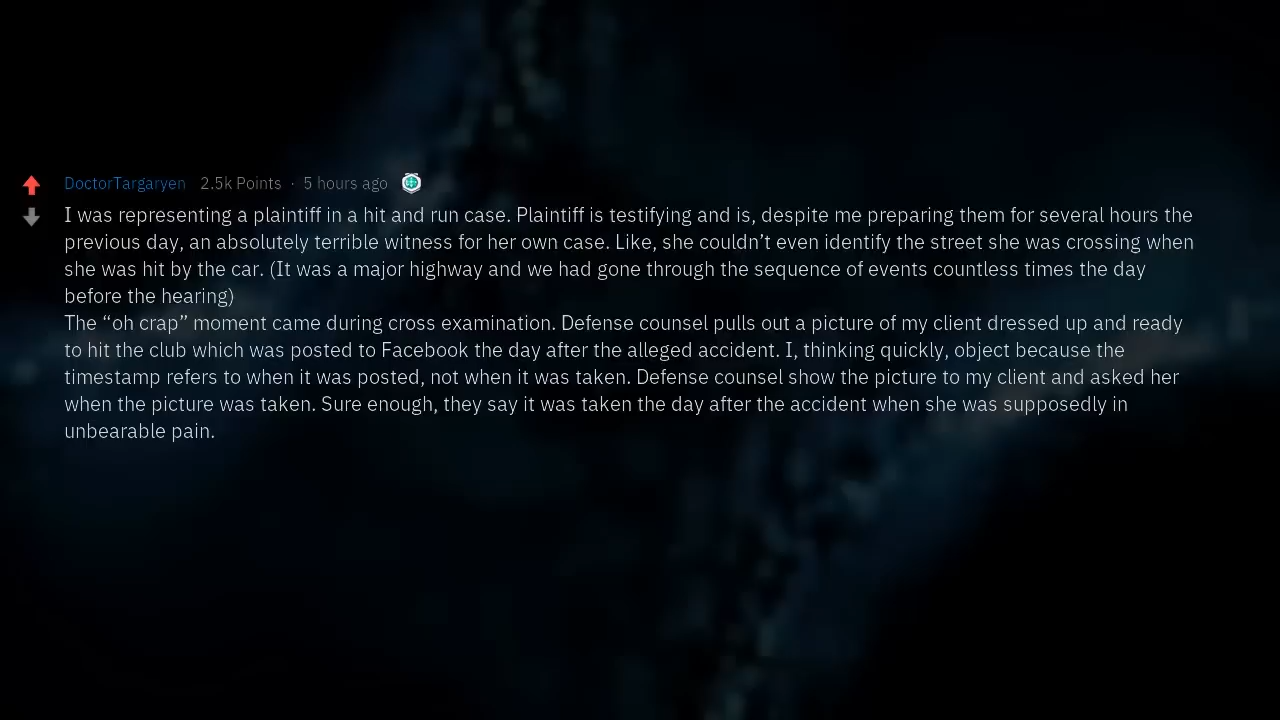 DoctorTargaryen 2.5k Points · 5 hours ago
I was representing a plaintiff in a hit and run case. Plaintiff is testifying and is, despite me preparing them for several hours the
previous day, an absolutely terrible witness for her own case. Like, she couldn’t even identify the street she was crossing when
she was hit by the car. (It was a major highway and we had gone through the sequence of events countless times the day
before the hearing)
The “oh crap” moment came during cross examination. Defense counsel pulls out a picture of my client dressed up and ready
to hit the club which was posted to Facebook the day after the alleged accident. I, thinking quickly, object because the
timestamp refers to when it was posted, not when it was taken. Defense counsel show the picture to my client and asked her
when the picture was taken. Sure enough, they say it was taken the day after the accident when she was supposedly in
unbearable pain.